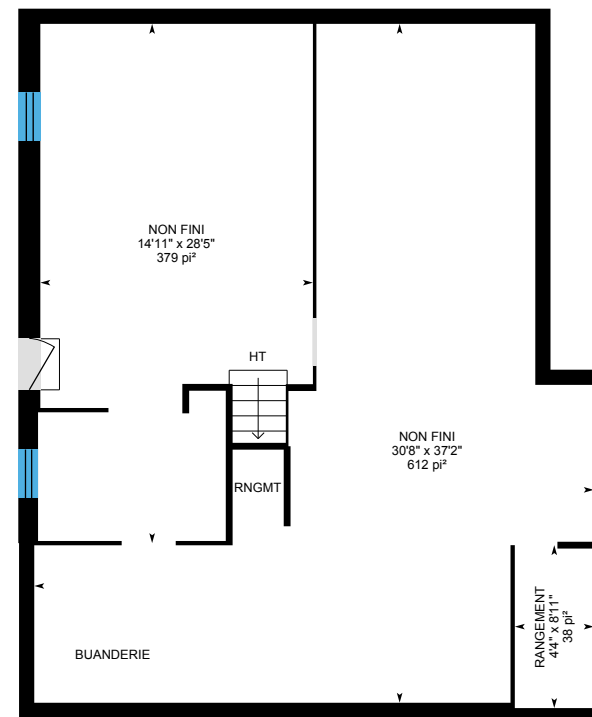 NON FINI
14'11" x 28'5"
379 pi²
HT
NON FINI
30'8" x 37'2"
612 pi²
RNGMT
RANGEMENT
4'4" x 8'11"
38 pi²
BUANDERIE